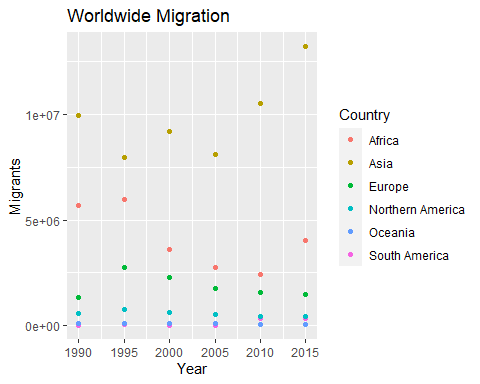 Worldwide Migration
1e+07
5e+06
0e+00
Migrants
1990 1995 2000 2005 2010 2015
Year
Country
Africa
Asia
Europe
Northern America
Oceania
South America